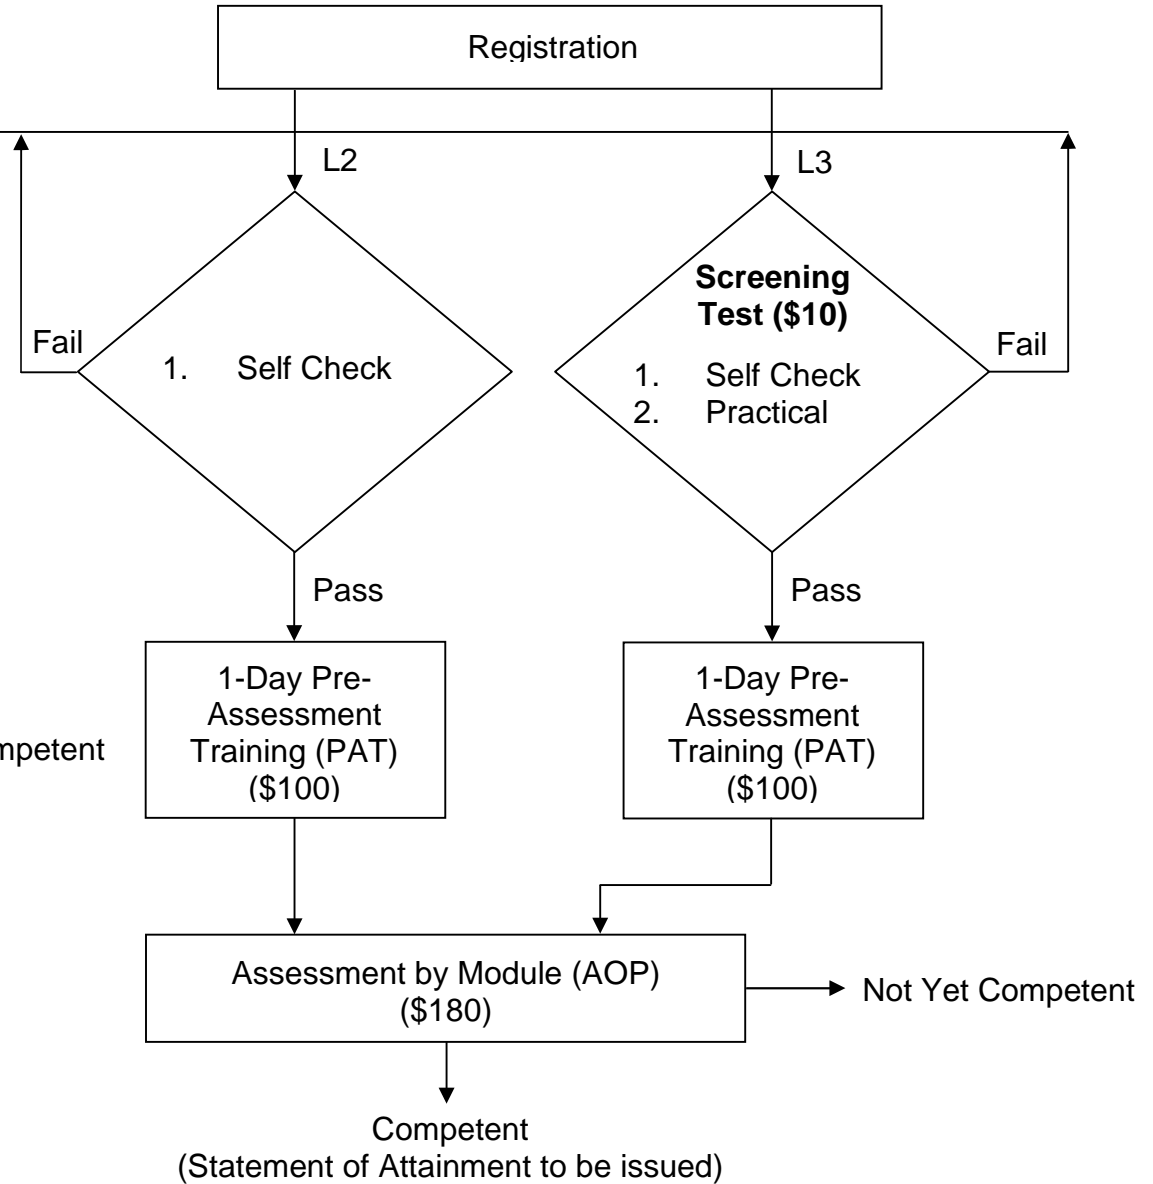 Registration
L2
L3
Screening
Test ($10)
Fail
1. Self Check
Fail
1. Self Check
2. Practical
Pass
Pass
1-Day Pre-
Assessment
Training (PAT)
($100)
1-Day Pre-
Assessment
Training (PAT)
($100)
mpetent
Assessment by Module (AOP)
($180)
Not Yet Competent
Competent
(Statement of Attainment to be issued)